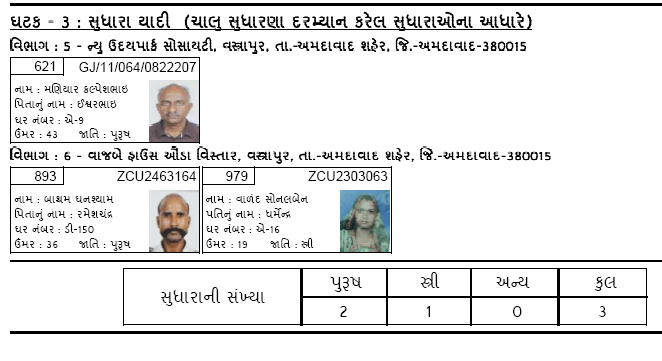 ઘટક - 3 : સુધારા યાદી (ચાલુ સુધારણા દરમ્યાન કરેલ સુધારાઓના આધારે)
વિભાગ : 5 - ન્યુ ઉદયપાર્ક સોસાયટી, વસ્ત્રાપુર, તા.-અમદાવાદ શહેર, જિ.-અમદાવાદ-380015
621 GJ/11/064/0822207
નામ : મણિયાર કલ્પેશભાઇ
પિતાનું નામ : ઈશ્વરભાઇ
ઘર નંબર : એ-9
ઉંમર : 43 જાતિ : પુરૂષ
વિભાગ : 6 - વાજબે હાઉસ ઔડા વિસ્તાર, વસ્ત્રાપુર, તા.-અમદાવાદ શહેર, જિ.-અમદાવાદ-380015
893 ZCU2463164 979 ZCU2303063
નામ : બાથમ ઘનશ્યામ નામ : વાળંદ સોનલબેન
પિતાનું નામ : રમેશચંદ્ર પતિનું નામ : ધર્મેન્દ્ર
ઘર નંબર : ડી-150 ઘર નંબર : એ-16
ઉંમર : 36 જાતિ : પુરૂષ ઉંમર : 19 જાતિ : સ્ત્રી
સુધારાની સંખ્યા પુરૂષ સ્ત્રી અન્ય કુલ
2 1 0 3